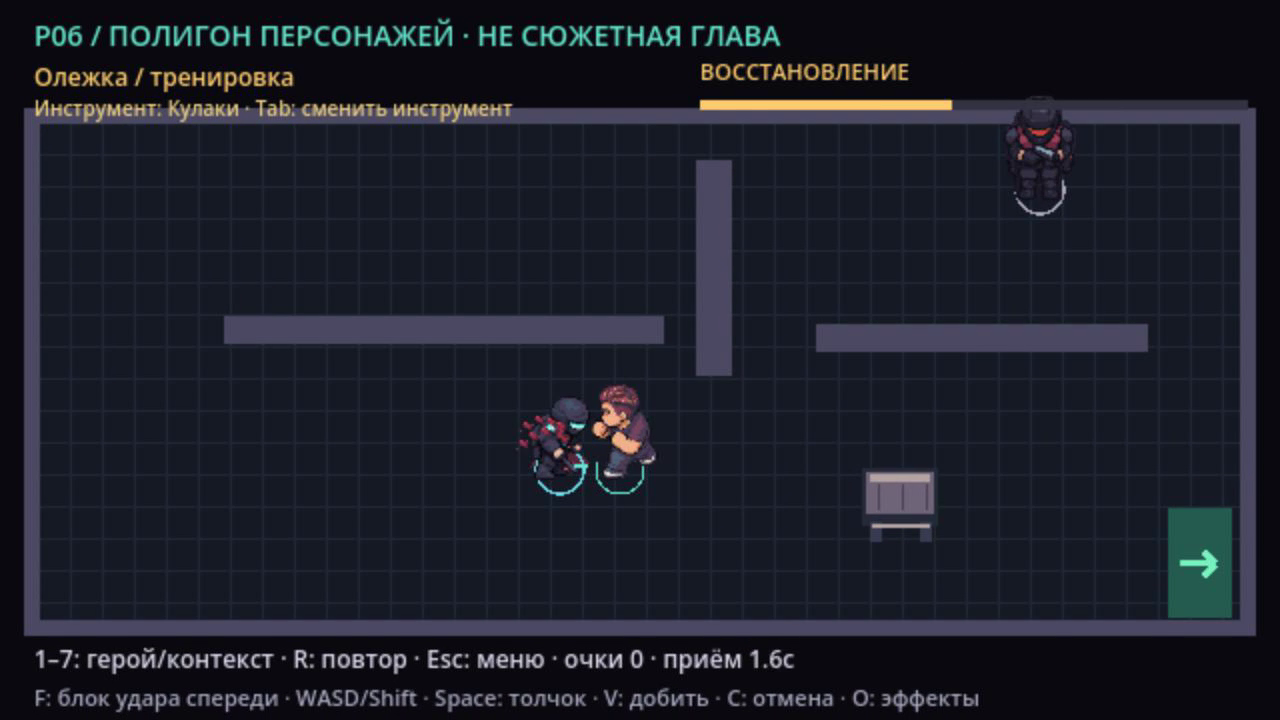 P06 / ПОЛИГОН ПЕРСОНАЖЕЙ · НЕ СЮЖЕТНАЯ ГЛАВА
Олежка / тренировка
ВОССТАНОВЛЕНИЕ
Инструмент: Кулаки · Tab: сменить инструмент
1–7: герой/контекст · R: повтор · Esc: меню · очки 0 · приём 1.6с
F: блок удара спереди · WASD/Shift · Space: толчок · V: добить · C: отмена · O: эффекты